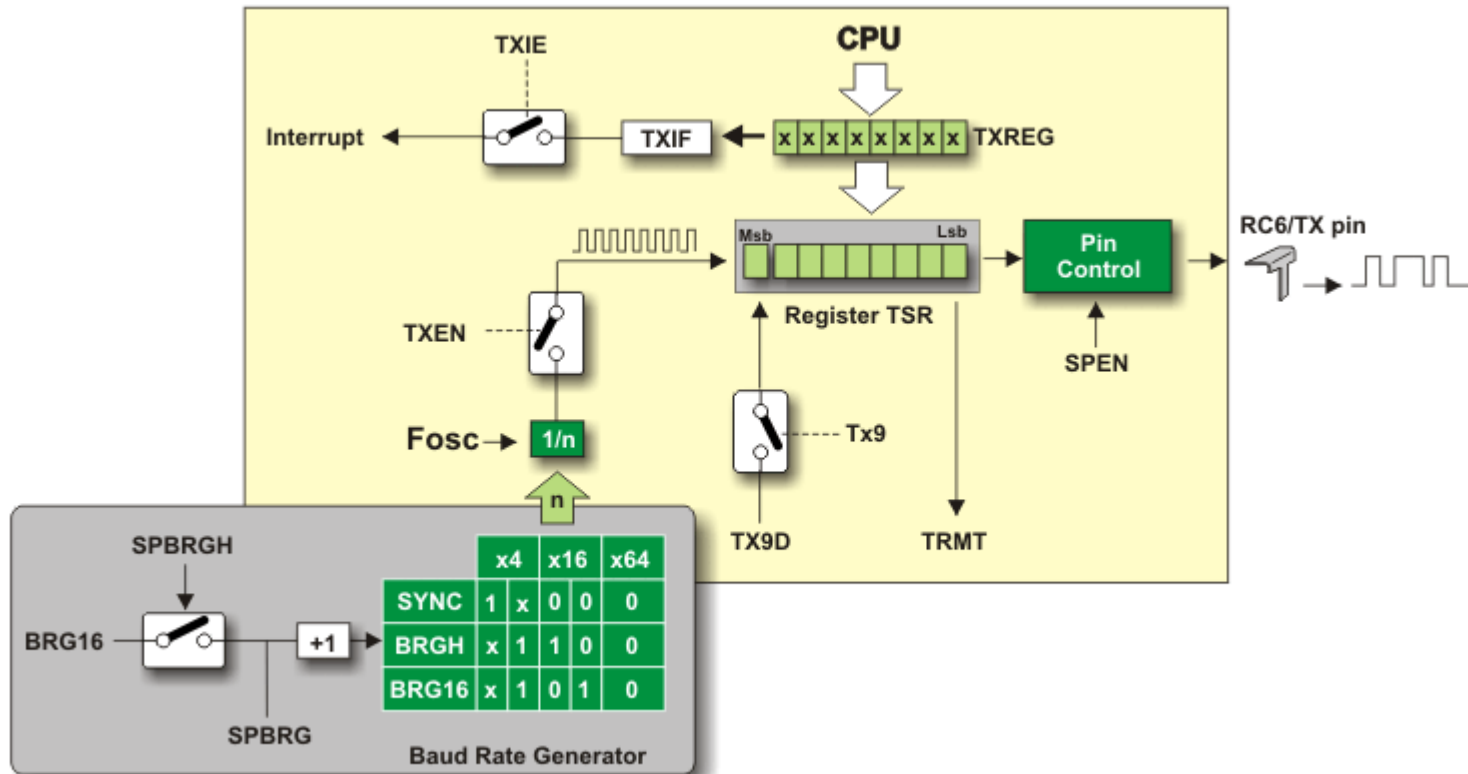 CPU
TXIE
Interrupt
TXIF
x x x x x x x x
TXREG
Msb
Lsb
Register TSR
Pin
Control
RC6/TX pin
SPEN
TXEN
Tx9
Fosc
1/n
n
TX9D
TRMT
SPBRGH
BRG16
+1
SPBRG
x4 x16 x64
SYNC 1 x 0 0 0
BRGH x 1 1 0 0
BRG16 x 1 0 1 0
Baud Rate Generator